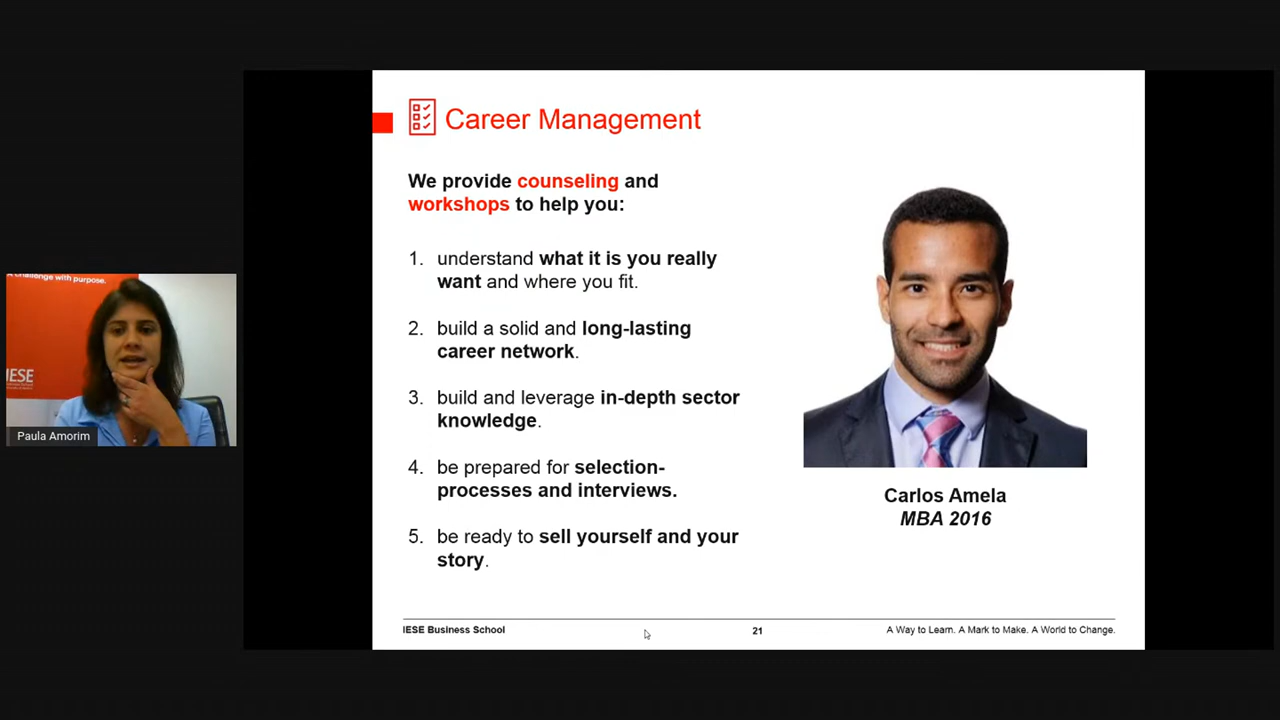 Career Management
We provide counseling and
workshops to help you:
1. understand what it is you really
want and where you fit.
2. build a solid and long-lasting
career network.
3. build and leverage in-depth sector
knowledge.
4. be prepared for selection-
processes and interviews.
5. be ready to sell yourself and your
story.
Carlos Amela
MBA 2016
IESE Business School
21
A Way to Learn. A Mark to Make. A World to Change.
A challenge with purpose.
IESE
Paula Amorim